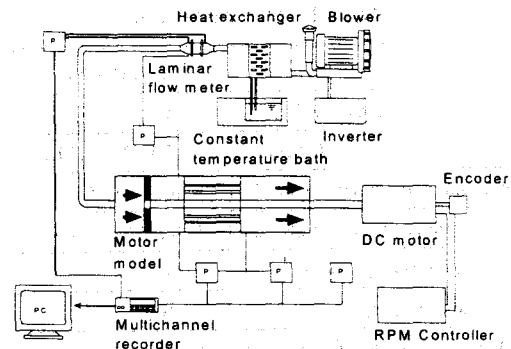 Heat exchanger
Blower
P
Laminar
flow meter
Inverter
P
Constant
temperature bath
Encoder
Motor
model
DC motor
P
P
P
PC
Multichannel
recorder
RPM Controller